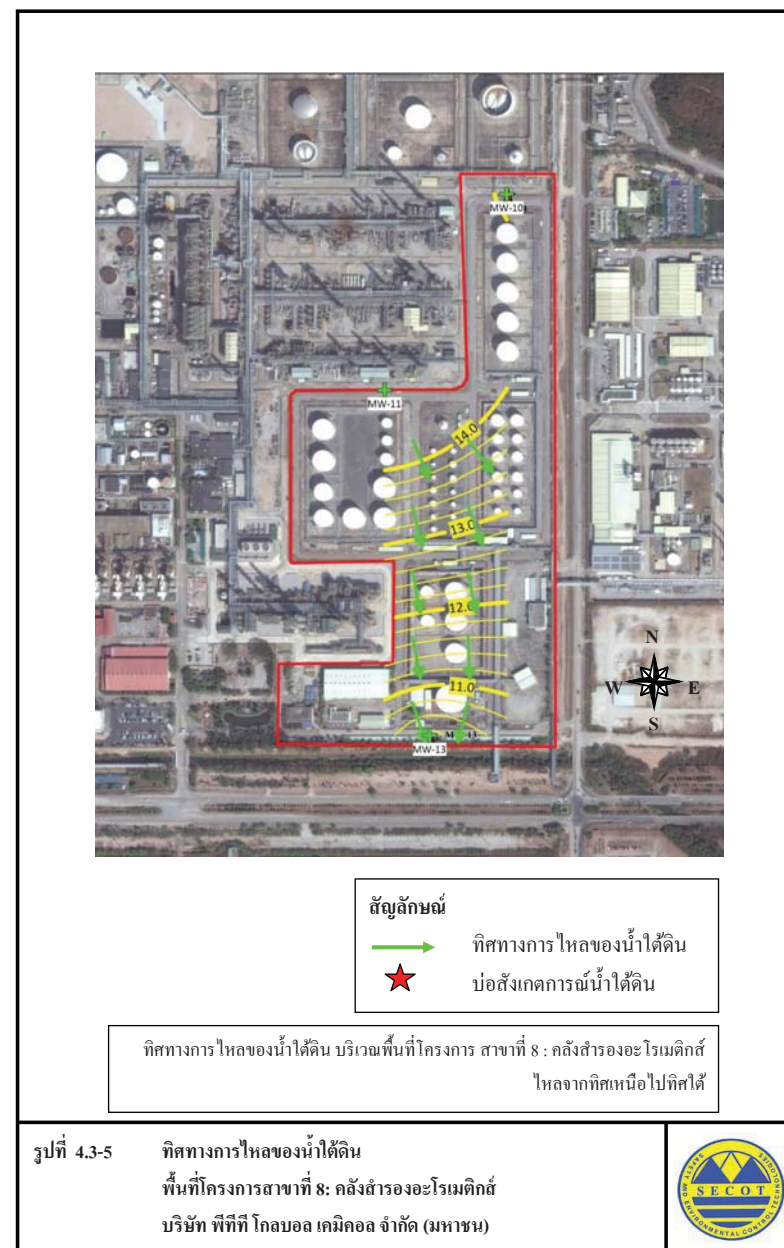 MW-10
MW-11
14.0
13.0
12.0
11.0
MW-13
N
W E
S
สัญลักษณ์
ทิศทางการไหลของน้ำใต้ดิน
บ่อสังเกตการณ์น้ำใต้ดิน
ทิศทางการไหลของน้ำใต้ดิน บริเวณพื้นที่โครงการ สาขาที่ 8 : คลังสำรองอะโรเมติกส์
ไหลจากทิศเหนือไปทิศใต้
รูปที่ 4.3-5 ทิศทางการไหลของน้ำใต้ดิน
พื้นที่โครงการสาขาที่ 8: คลังสำรองอะโรเมติกส์
บริษัท พีทีที โกลบอล เคมิคอล จำกัด (มหาชน)
SECOT
SAFETY AND ENVIRONMENTAL CONTROL TECHNOLOGIES